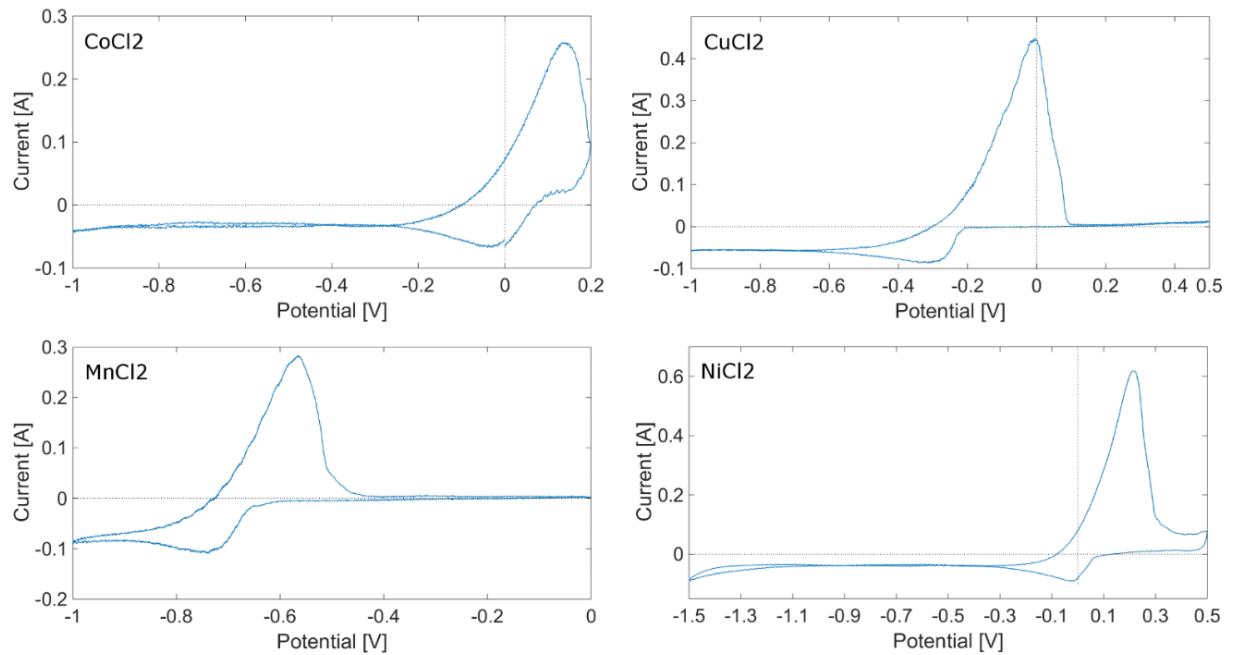 CoCl2
Current [A]
0.3
0.2
0.1
0
-0.1
-1 -0.8 -0.6 -0.4 -0.2 0 0.2
Potential [V]
CuCl2
Current [A]
0.4
0.3
0.2
0.1
0
-0.1
-1 -0.8 -0.6 -0.4 -0.2 0 0.2 0.4 0.5
Potential [V]
MnCl2
Current [A]
0.3
0.2
0.1
0
-0.1
-0.2
-1 -0.8 -0.6 -0.4 -0.2 0
Potential [V]
NiCl2
Current [A]
0.6
0.4
0.2
0
-1.5 -1.3 -1.1 -0.9 -0.7 -0.5 -0.3 -0.1 0.1 0.3 0.5
Potential [V]